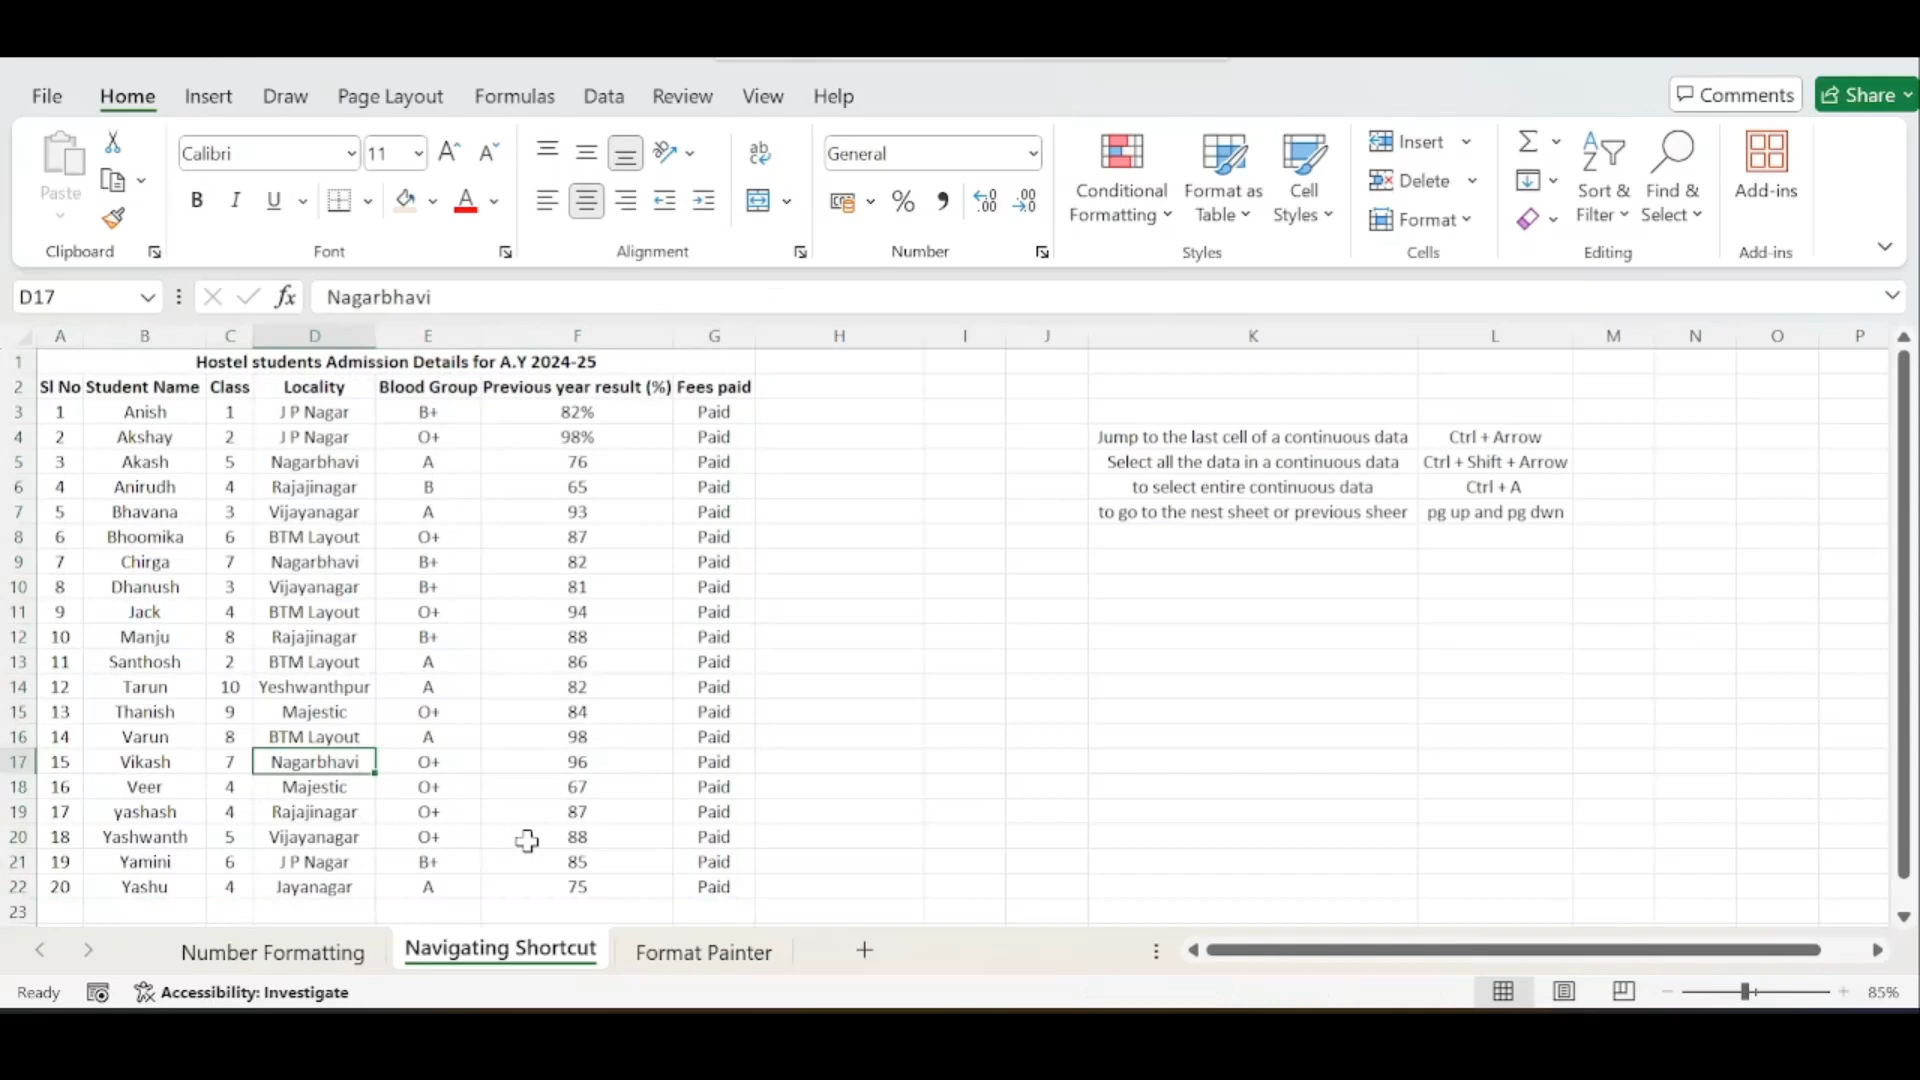 File Home Insert Draw Page Layout Formulas Data Review View Help Comments Share
Calibri 11 General
Paste
B I U A % ,
Conditional Formatting Format as Table Cell Styles
Insert
Delete
Format
Sort & Filter Find & Select Add-ins
Clipboard Font Alignment Number Styles Cells Editing Add-ins
D17 fx Nagarbhavi
A B C D E F G H I J K L M N O P
1 Hostel students Admission Details for A.Y 2024-25
2 Sl No Student Name Class Locality Blood Group Previous year result (%) Fees paid
3 1 Anish 1 J P Nagar B+ 82% Paid
4 2 Akshay 2 J P Nagar O+ 98% Paid Jump to the last cell of a continuous data Ctrl + Arrow
5 3 Akash 5 Nagarbhavi A 76 Paid Select all the data in a continuous data Ctrl + Shift + Arrow
6 4 Anirudh 4 Rajajinagar B 65 Paid to select entire continuous data Ctrl + A
7 5 Bhavana 3 Vijayanagar A 93 Paid to go to the nest sheet or previous sheer pg up and pg dwn
8 6 Bhoomika 6 BTM Layout O+ 87 Paid
9 7 Chirga 7 Nagarbhavi B+ 82 Paid
10 8 Dhanush 3 Vijayanagar B+ 81 Paid
11 9 Jack 4 BTM Layout O+ 94 Paid
12 10 Manju 8 Rajajinagar B+ 88 Paid
13 11 Santhosh 2 BTM Layout A 86 Paid
14 12 Tarun 10 Yeshwanthpur A 82 Paid
15 13 Thanish 9 Majestic O+ 84 Paid
16 14 Varun 8 BTM Layout A 98 Paid
17 15 Vikash 7 Nagarbhavi O+ 96 Paid
18 16 Veer 4 Majestic O+ 67 Paid
19 17 yashash 4 Rajajinagar O+ 87 Paid
20 18 Yashwanth 5 Vijayanagar O+ 88 Paid
21 19 Yamini 6 J P Nagar B+ 85 Paid
22 20 Yashu 4 Jayanagar A 75 Paid
23
Number Formatting Navigating Shortcut Format Painter
Ready Accessibility: Investigate 85%